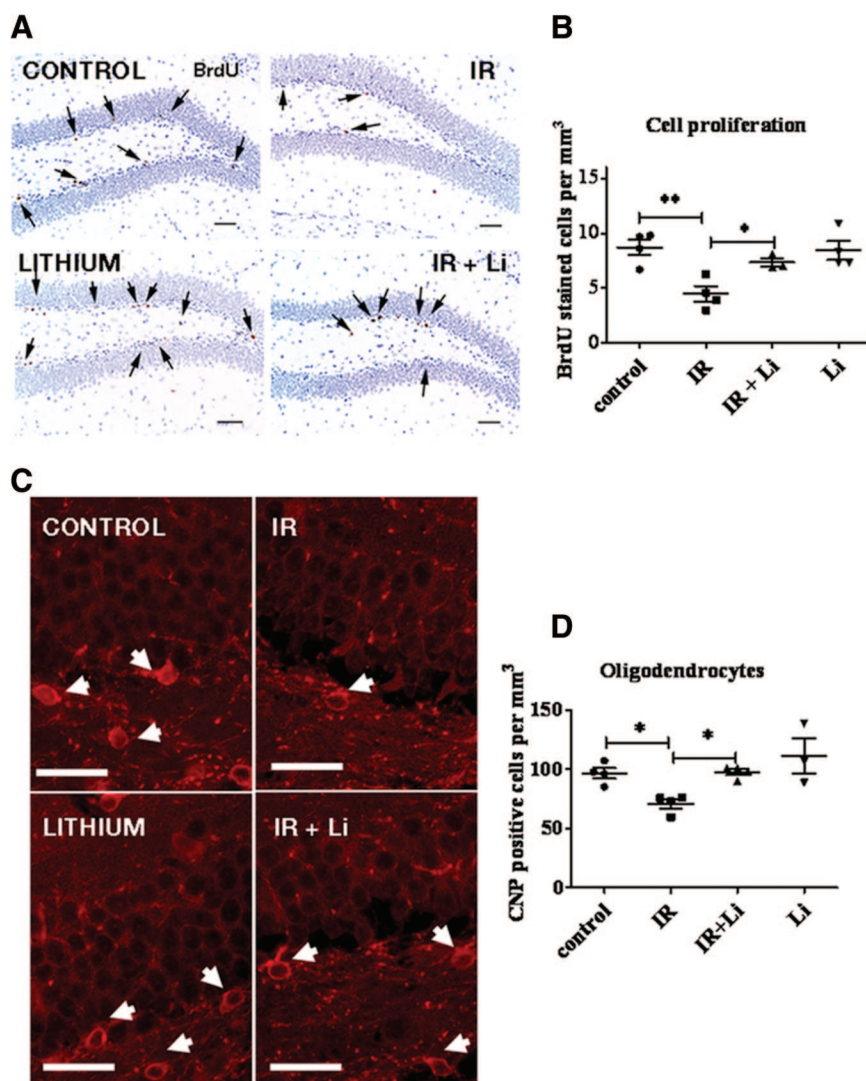 A
CONTROL
BrdU
IR
LITHIUM
IR + Li
B
Cell proliferation
BrdU stained cells per mm³
15
10
5
0
**
*
control
IR
IR + Li
Li
C
CONTROL
IR
LITHIUM
IR + Li
D
Oligodendrocytes
CNP positive cells per mm³
150
100
50
0
*
*
control
IR
IR+Li
Li